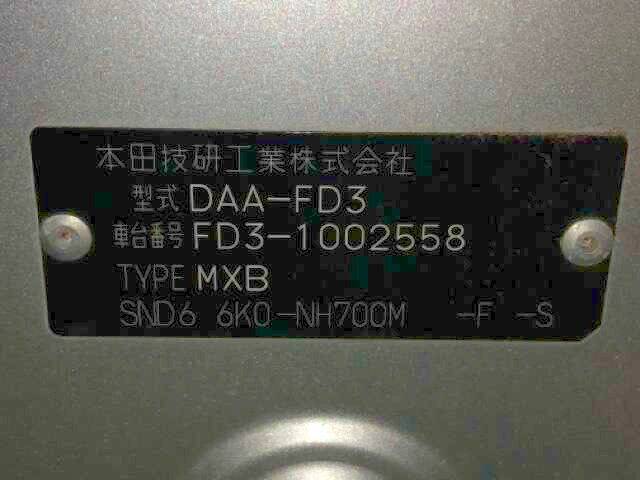 本田技研工業株式会社
型式 DAA-FD3
車台番号 FD3-1002558
TYPE MXB
SND6 6K0-NH700M -F -S